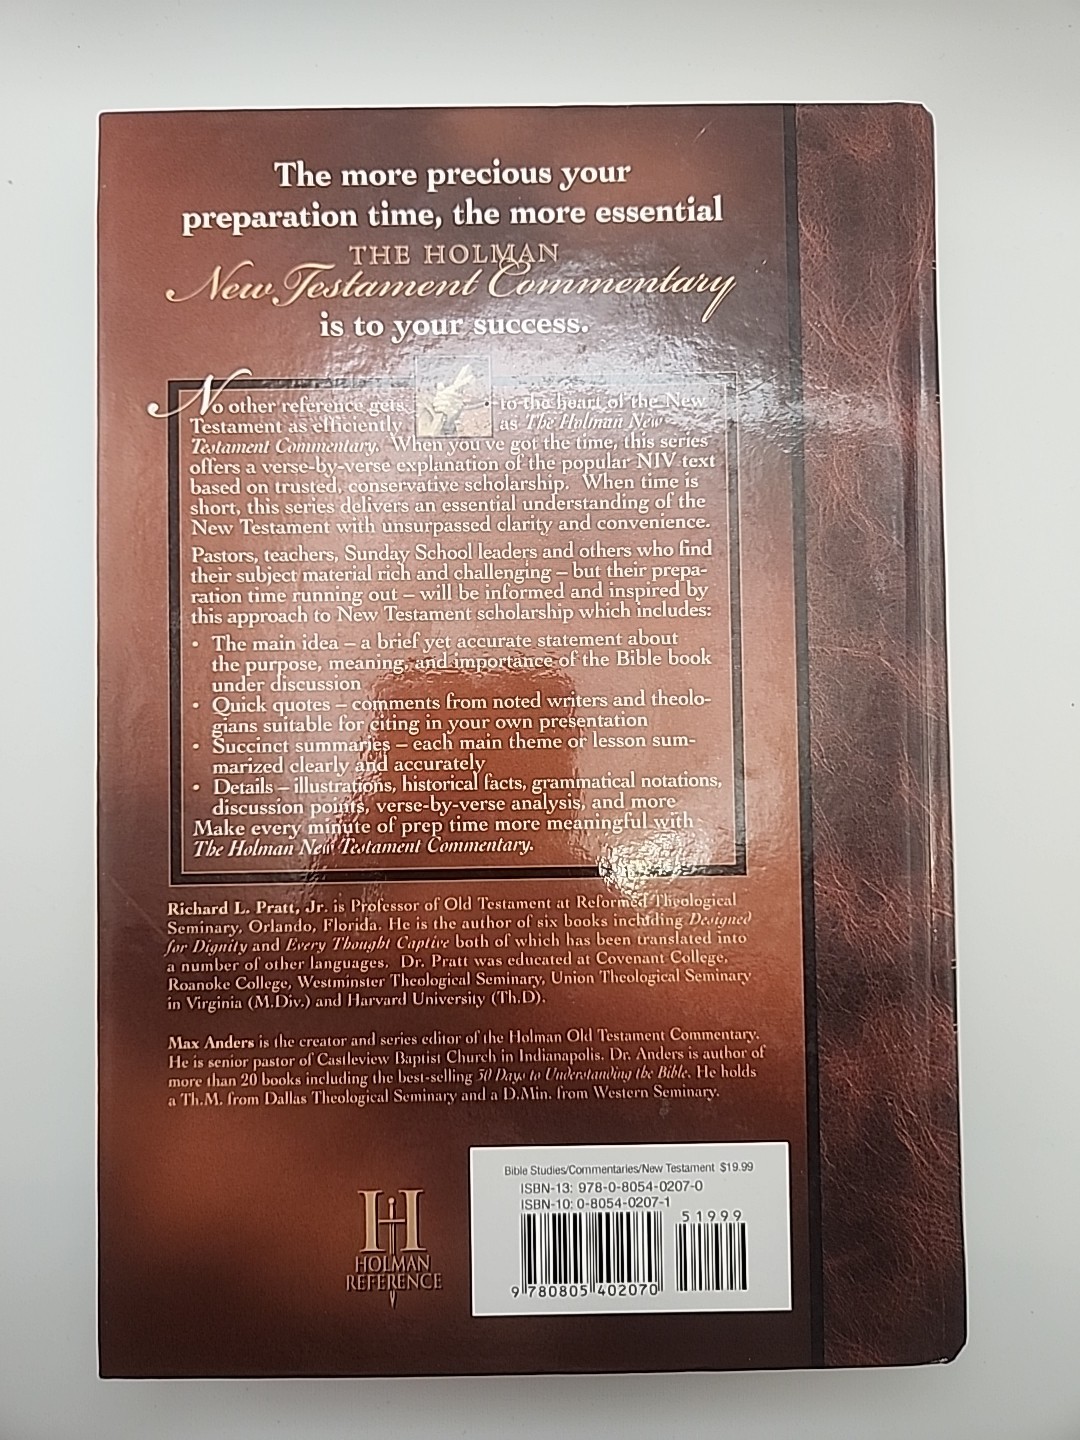 The more precious your
preparation time, the more essential
THE HOLMAN
New Testament Commentary
is to your success.
No other reference gets to the heart of the New
Testament as efficiently as The Holman New
Testament Commentary. When you've got the time, this series
offers a verse-by-verse explanation of the popular NIV text
based on trusted, conservative scholarship. When time is
short, this series delivers an essential understanding of the
New Testament with unsurpassed clarity and convenience.
Pastors, teachers, Sunday School leaders and others who find
their subject material rich and challenging – but their prepa-
ration time running out – will be informed and inspired by
this approach to New Testament scholarship which includes:
• The main idea – a brief yet accurate statement about
the purpose, meaning, and importance of the Bible book
under discussion
• Quick quotes – comments from noted writers and theolo-
gians suitable for citing in your own presentation
• Succinct summaries – each main theme or lesson sum-
marized clearly and accurately
• Details – illustrations, historical facts, grammatical notations,
discussion points, verse-by-verse analysis, and more
Make every minute of prep time more meaningful with
The Holman New Testament Commentary.
Richard L. Pratt, Jr. is Professor of Old Testament at Reformed Theological
Seminary, Orlando, Florida. He is the author of six books including Designed
for Dignity and Every Thought Captive both of which has been translated into
a number of other languages. Dr. Pratt was educated at Covenant College,
Roanoke College, Westminster Theological Seminary, Union Theological Seminary
in Virginia (M.Div.) and Harvard University (Th.D).
Max Anders is the creator and series editor of the Holman Old Testament Commentary.
He is senior pastor of Castleview Baptist Church in Indianapolis. Dr. Anders is author of
more than 20 books including the best-selling 30 Days to Understanding the Bible. He holds
a Th.M. from Dallas Theological Seminary and a D.Min. from Western Seminary.
H
HOLMAN
REFERENCE
Bible Studies/Commentaries/New Testament $19.99
ISBN-13: 978-0-8054-0207-0
ISBN-10: 0-8054-0207-1
51999
9 780805 402070